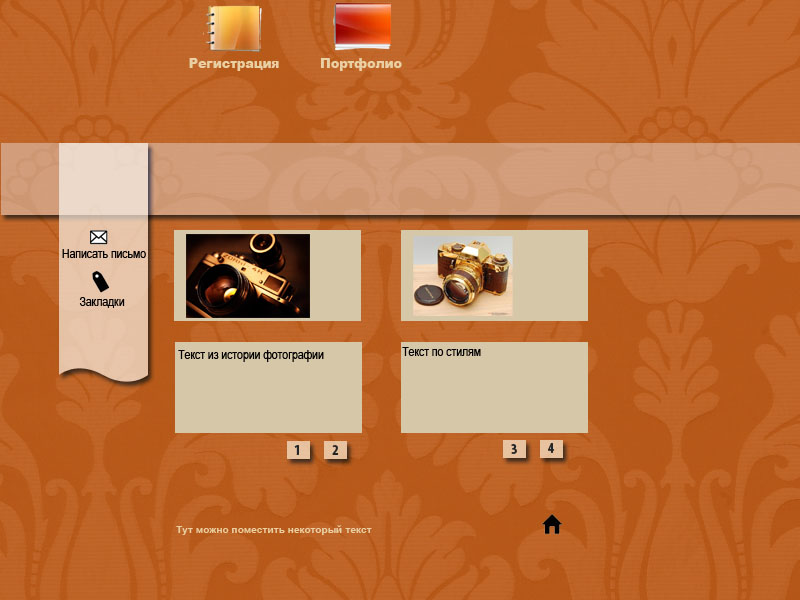 Регистрация
Портфолио
Написать письмо
Закладки
Текст из истории фотографии
Текст по стилям
1
2
3
4
Тут можно поместить некоторый текст